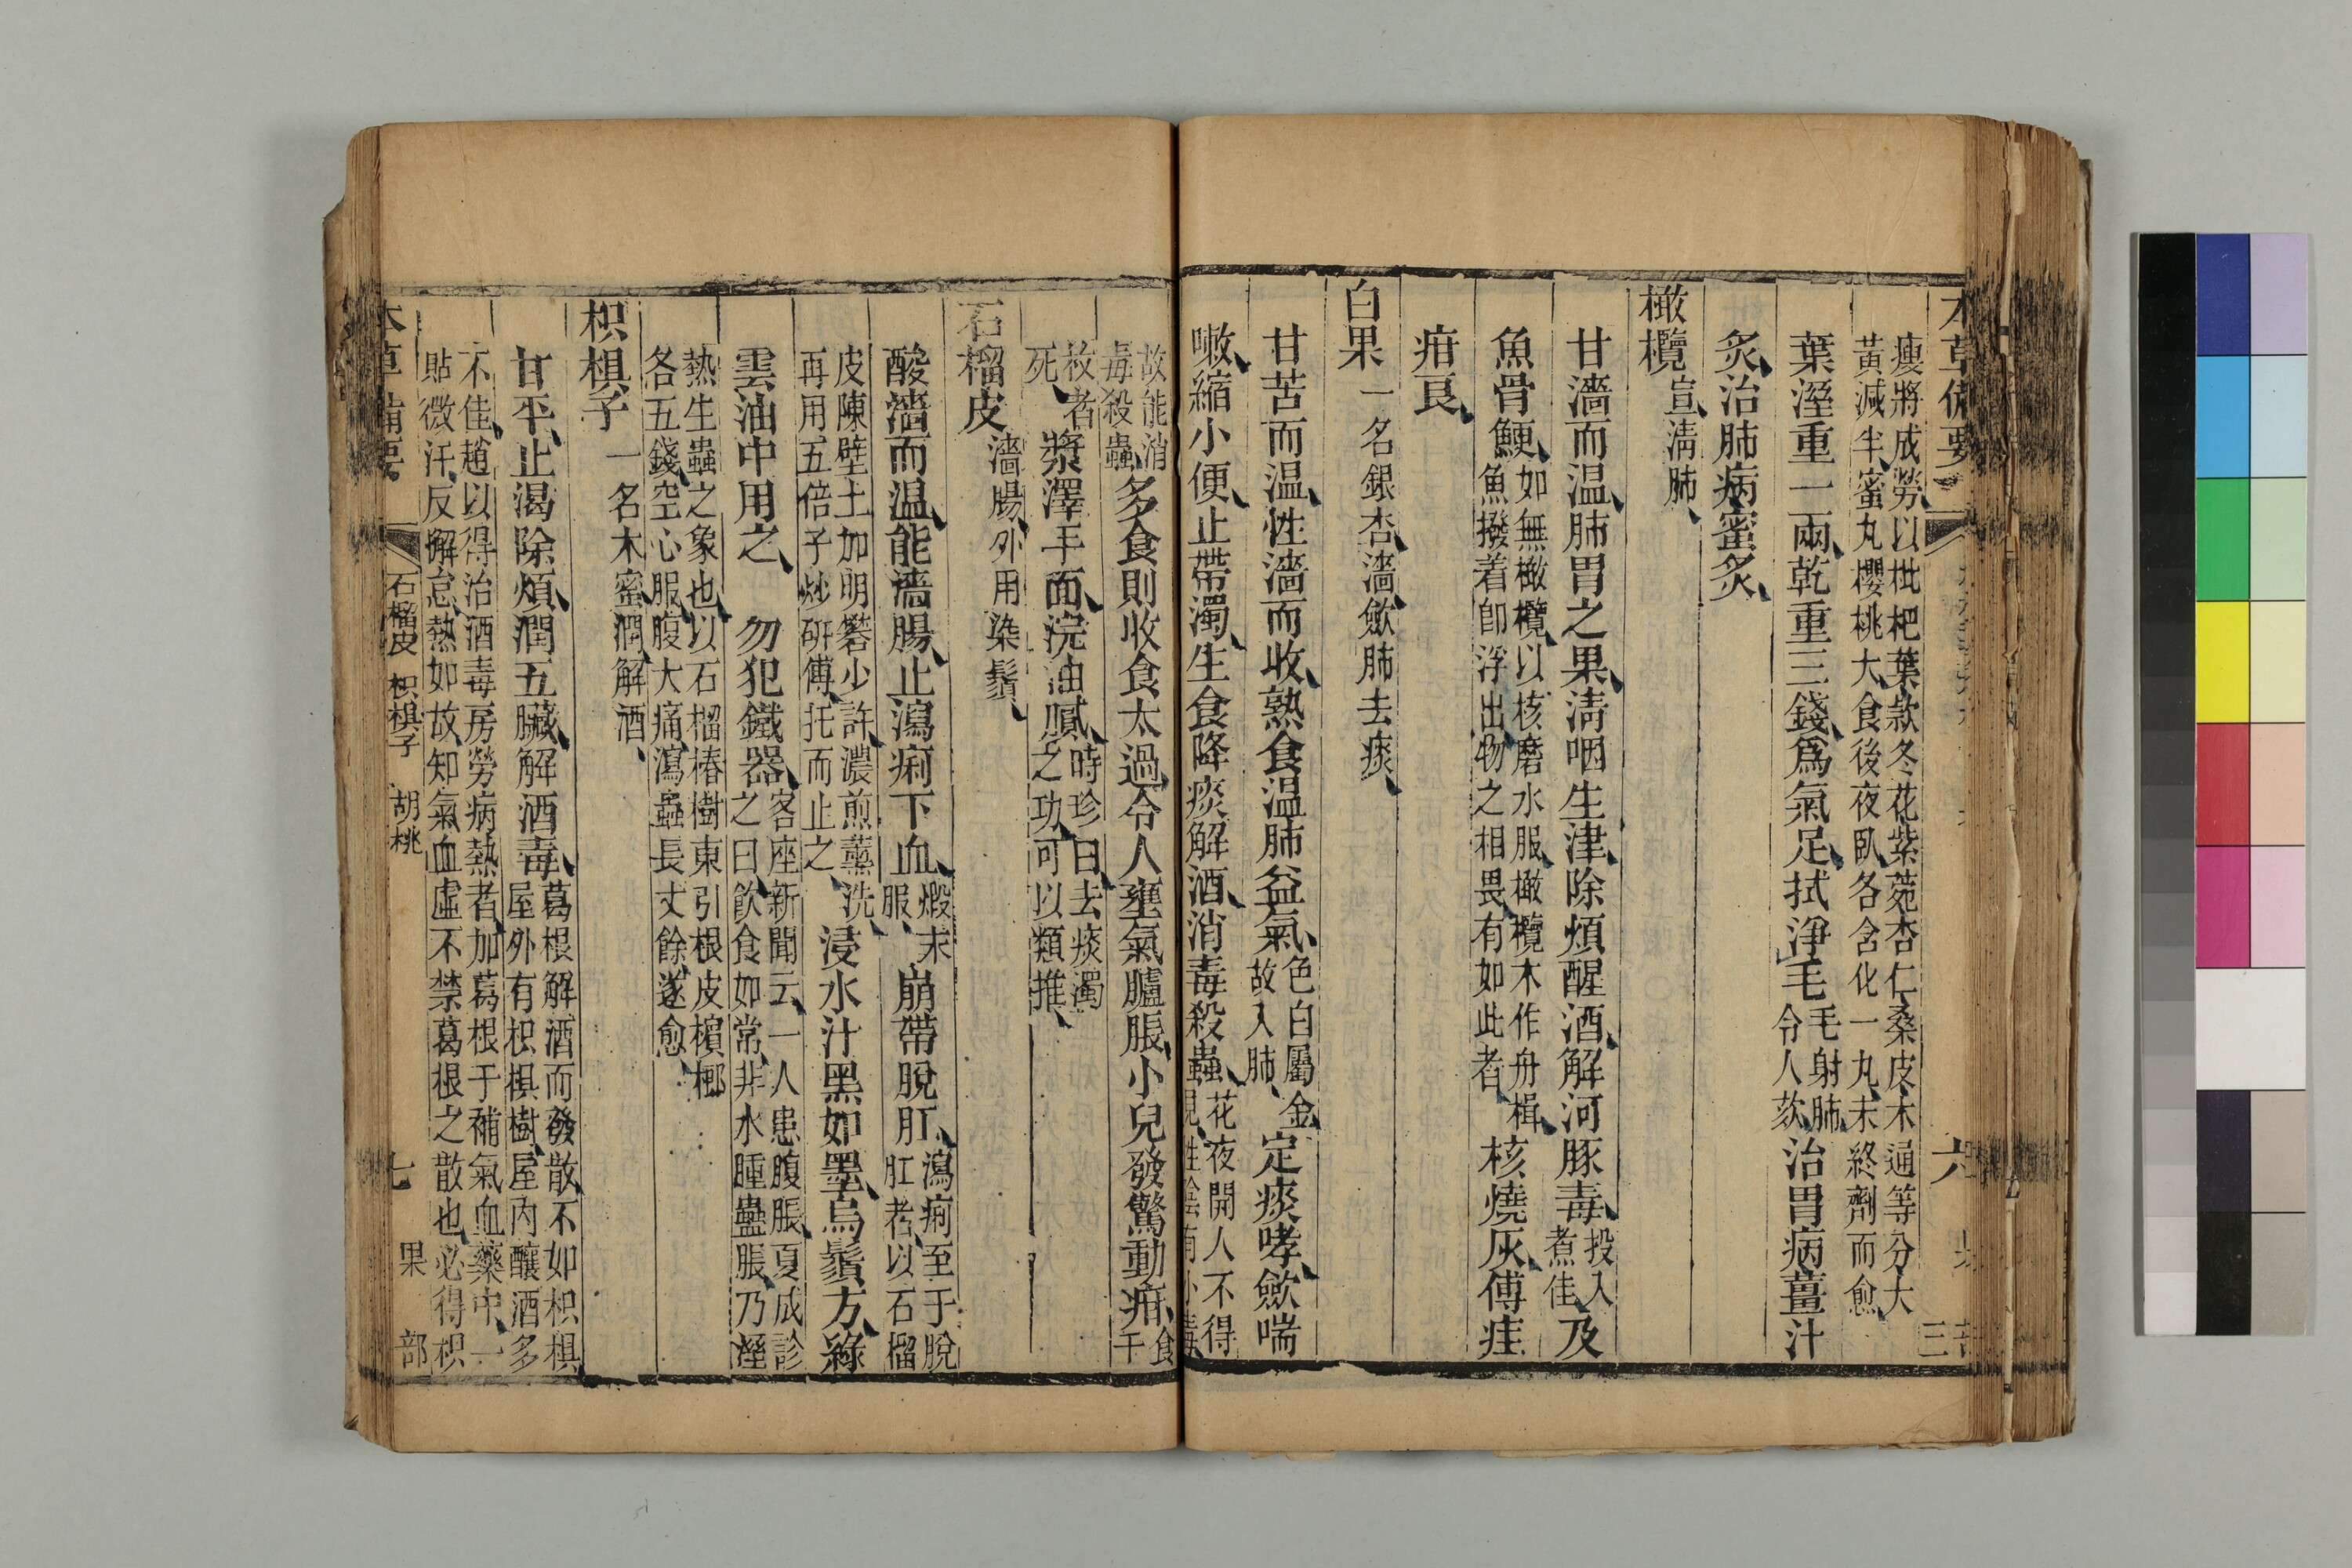 本草備要
六
三
瘦將成勞以枇杷葉款冬花紫菀杏仁桑皮木通等分大
黃減半蜜丸櫻桃大食後夜臥各含化一丸未終劑而愈
葉溼重一兩乾重三錢爲氣足拭淨毛毛射肺令人欬治胃病薑汁
炙治肺病蜜炙
橄欖宣淸肺
甘濇而温肺胃之果淸咽生津除煩醒酒解河豚毒投入煮佳及
魚骨鯁如無橄欖以核磨水服橄欖木作舟楫魚撥着卽浮出物之相畏有如此者核燒灰傅疰
疳良
白果一名銀杏濇斂肺去痰
甘苦而温性濇而收熟食温肺益氣色白屬金故入肺定痰哮斂喘
嗽縮小便止帶濁生食降痰解酒消毒殺蟲花夜開人不得見性陰有小毒
故能消毒殺蟲多食則收食太過令人壅氣臚脹小兒發驚動疳食千
枚者死漿澤手面浣油膩時珍曰去痰濁之功可以類推
石榴皮濇腸外用染鬚
酸濇而温能濇腸止瀉痢下血煅末服崩帶脫肛瀉痢至于脫肛者以石榴
皮陳壁土加明礬少許濃煎薰洗再用五倍子炒研傅托而止之浸水汁黑如墨烏鬚方綠
雲油中用之 勿犯鐵器客座新聞云一人患腹脹夏成診之曰飮食如常非水腫蠱脹乃溼
熱生蟲之象也以石榴椿樹東引根皮檳榔
各五錢空心服腹大痛瀉蟲長丈餘遂愈
枳椇子一名木蜜潤解酒
甘平止渴除煩潤五臟解酒毒葛根解酒而發散不如枳椇屋外有枳椇樹屋内釀酒多
不佳趙以得治酒毒房勞病熱者加葛根于補氣血藥中一
貼微汗反解怠熱如故知氣血虛不禁葛根之散也必得枳
本草備要 石榴皮 枳椇子 胡桃 七 果部